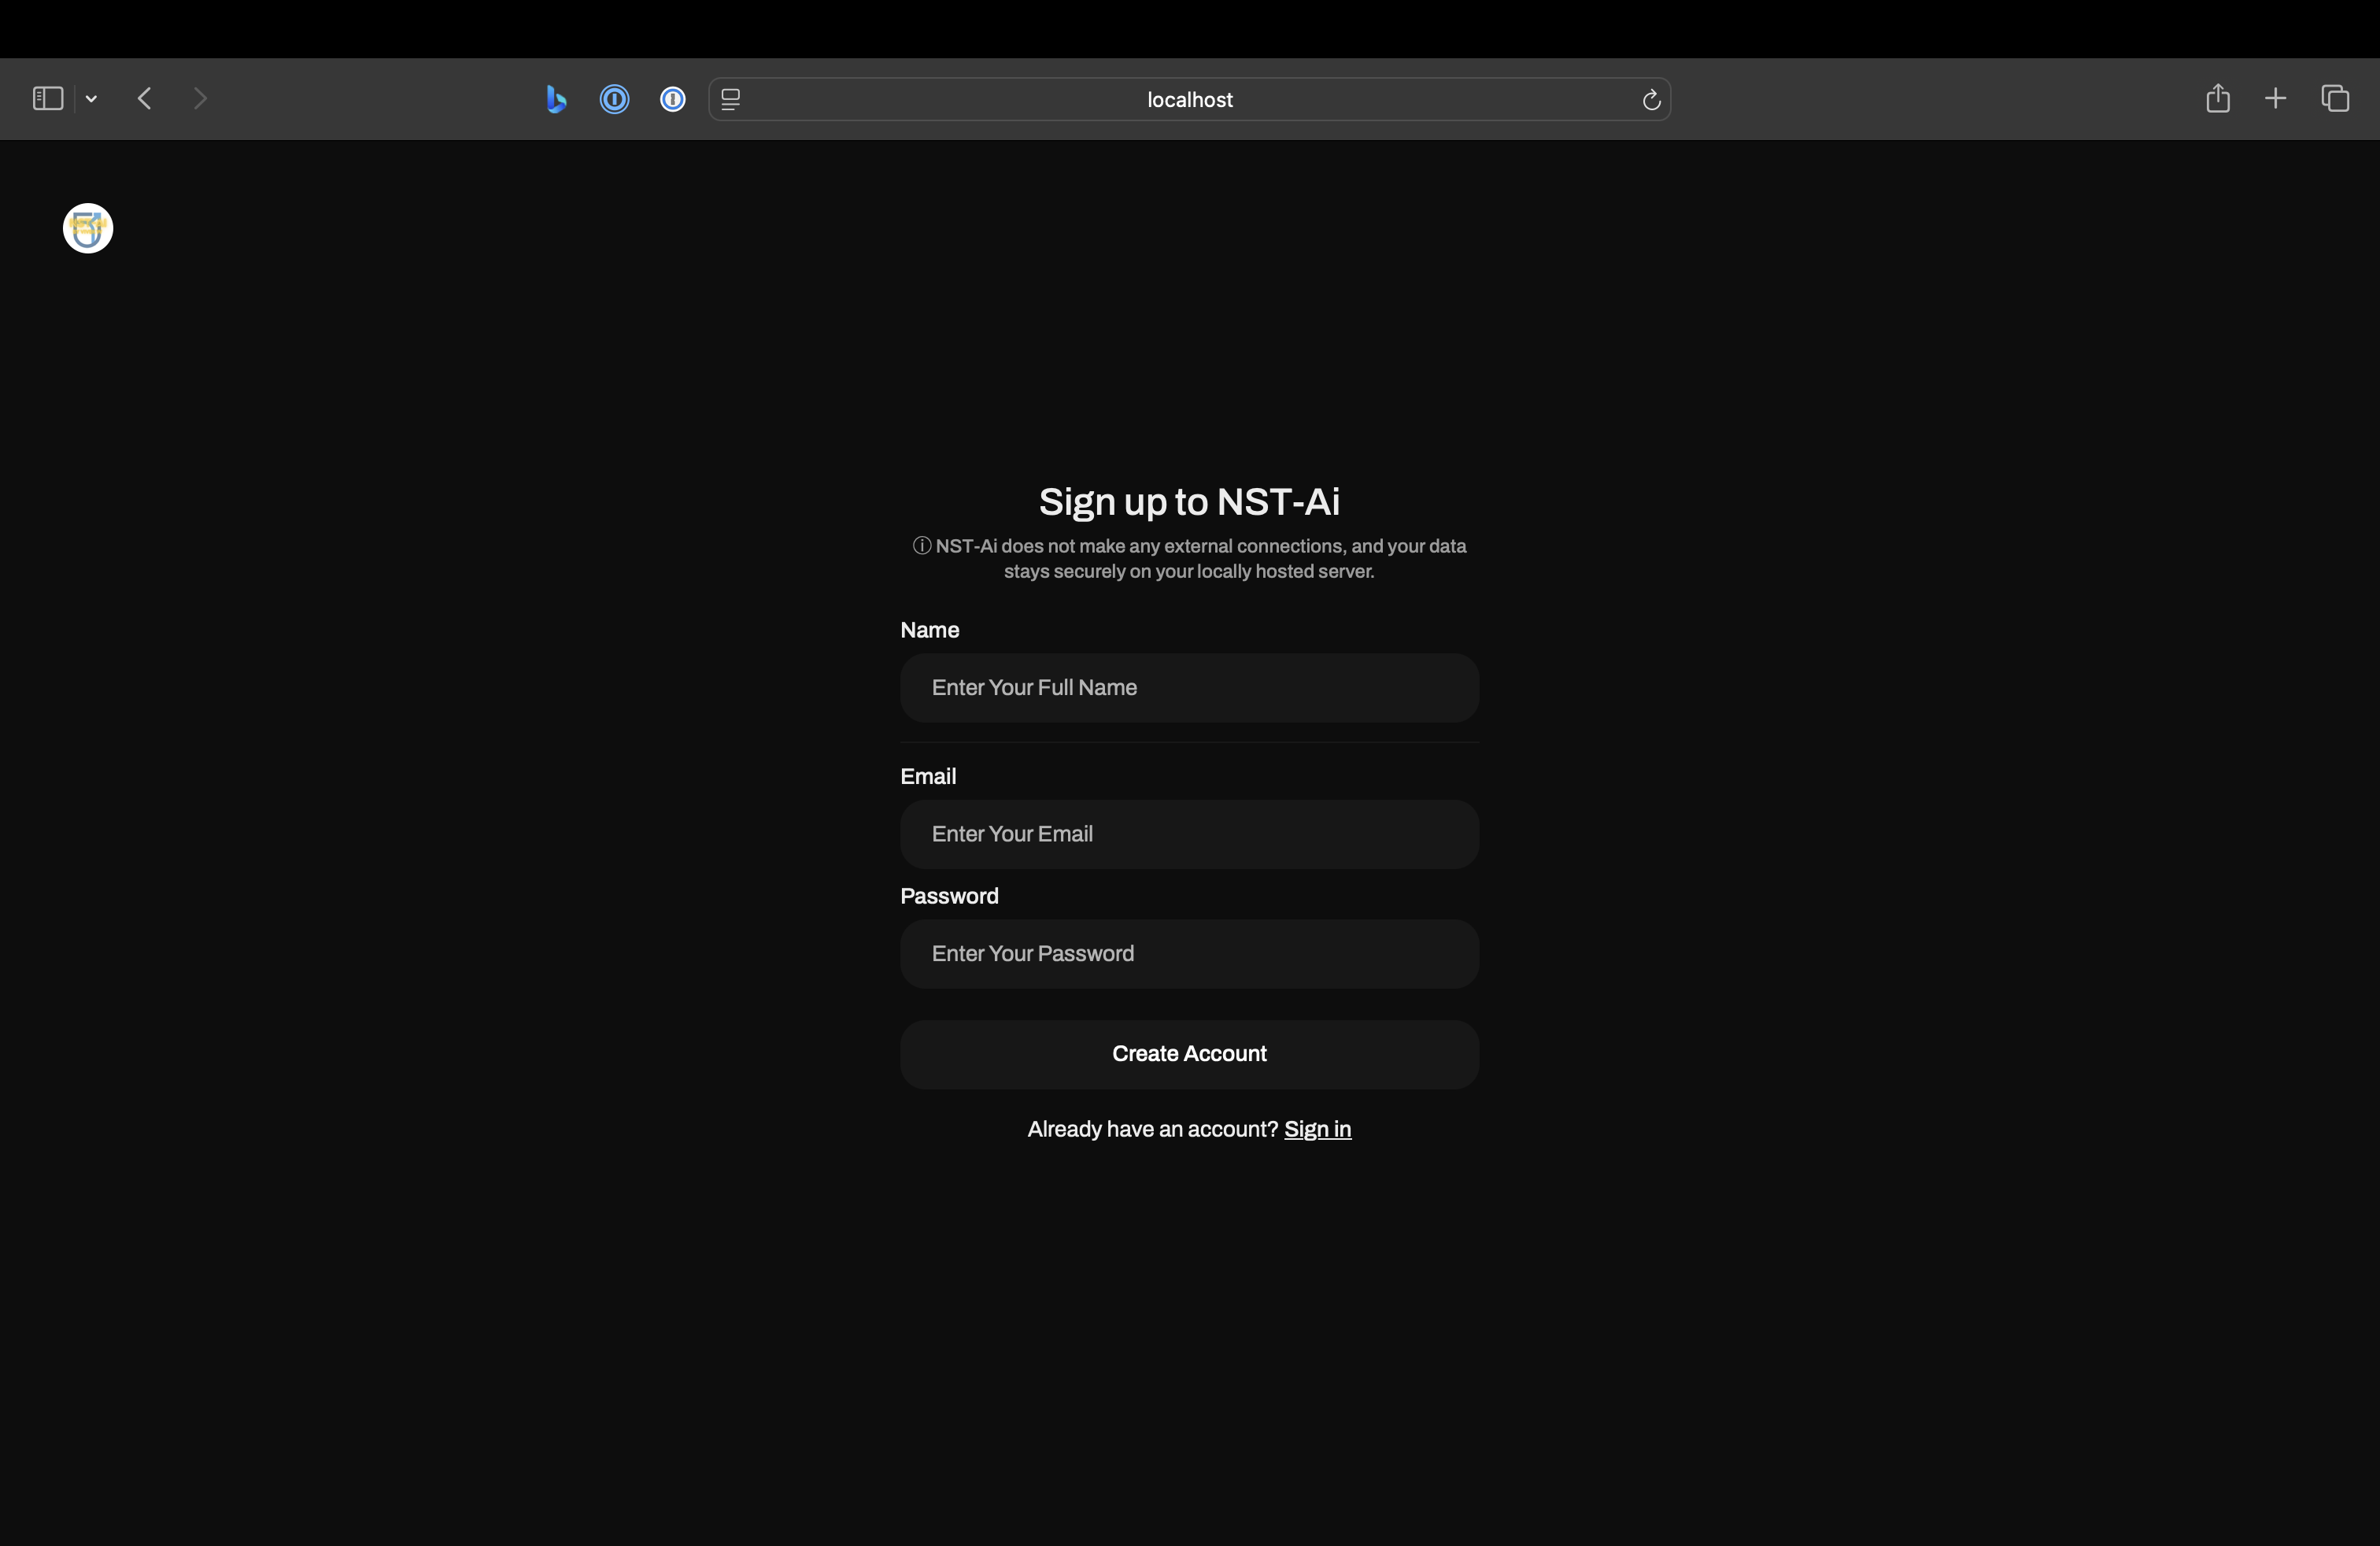 localhost
Sign up to NST-Ai
ⓘ NST-Ai does not make any external connections, and your data
stays securely on your locally hosted server.
Name
Enter Your Full Name
Email
Enter Your Email
Password
Enter Your Password
Create Account
Already have an account? Sign in